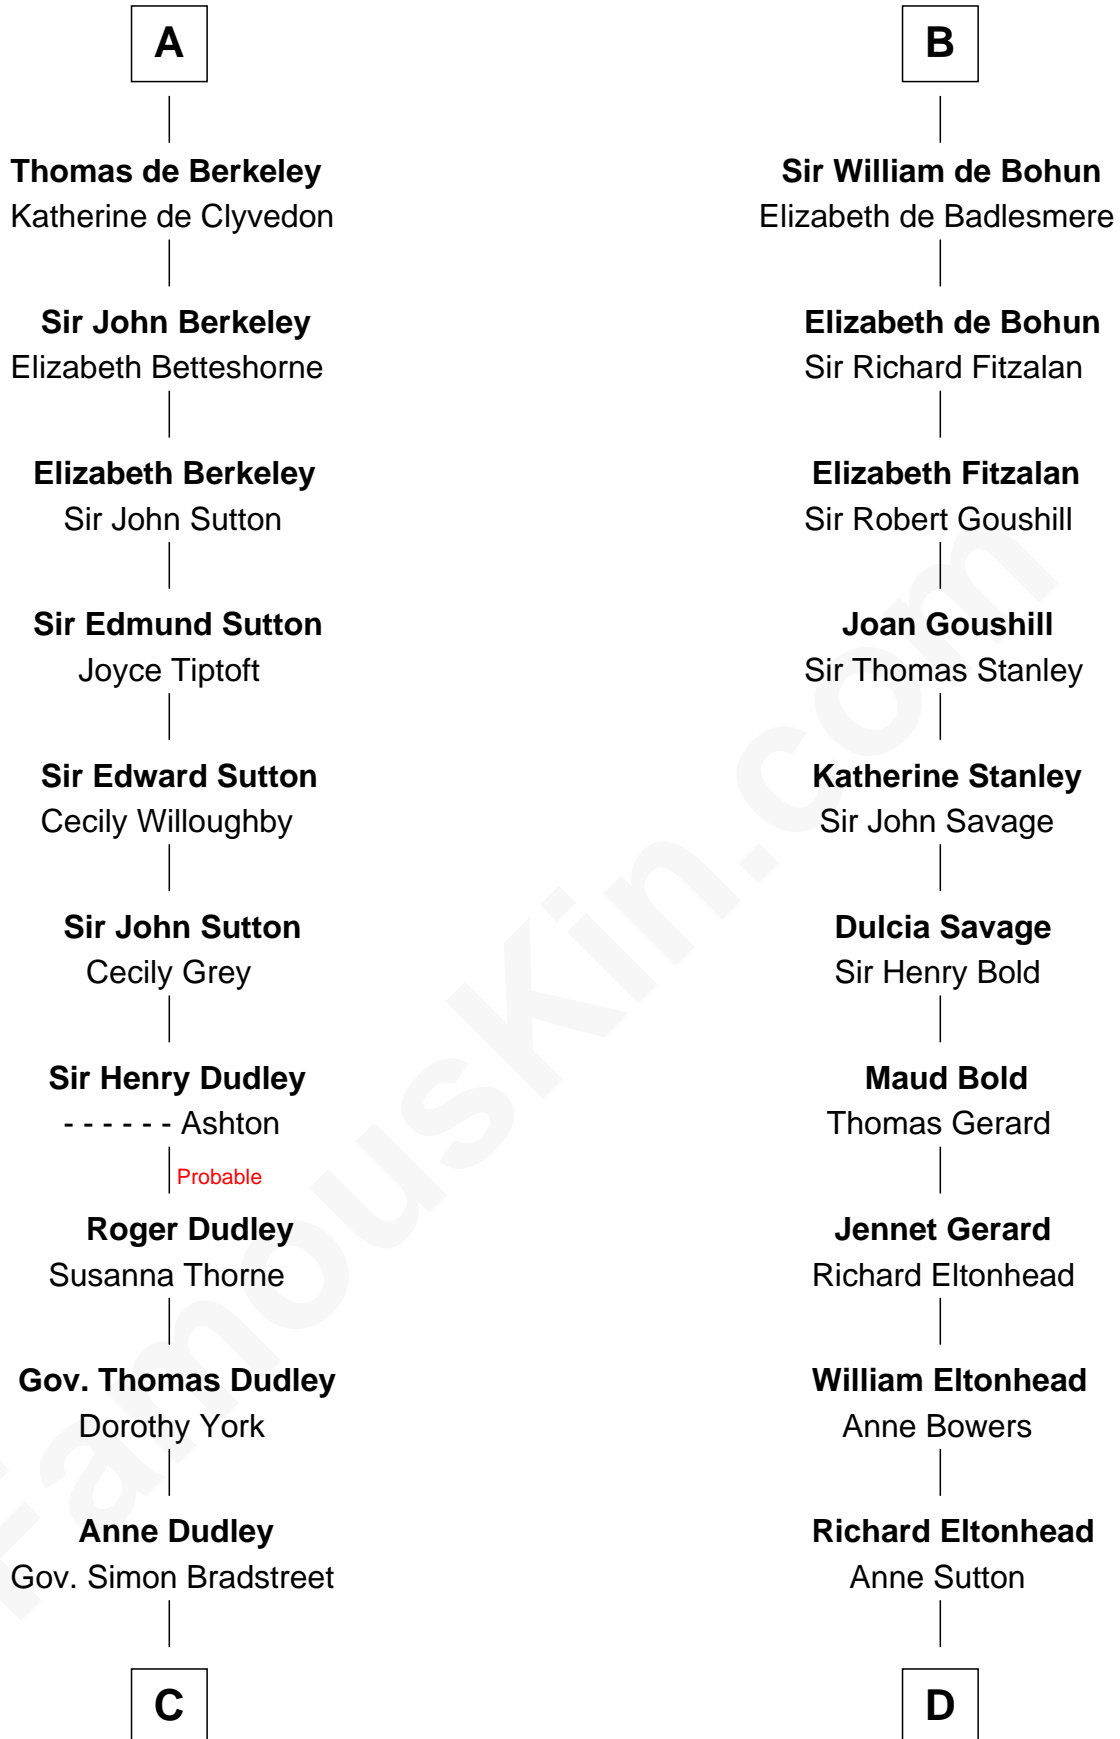 A
Thomas de Berkeley
Katherine de Clyvedon
Sir John Berkeley
Elizabeth Betteshorne
Elizabeth Berkeley
Sir John Sutton
Sir Edmund Sutton
Joyce Tiptoft
Sir Edward Sutton
Cecily Willoughby
Sir John Sutton
Cecily Grey
Sir Henry Dudley
- - - - - - Ashton
Probable
Roger Dudley
Susanna Thorne
Gov. Thomas Dudley
Dorothy York
Anne Dudley
Gov. Simon Bradstreet
C
B
Sir William de Bohun
Elizabeth de Badlesmere
Elizabeth de Bohun
Sir Richard Fitzalan
Elizabeth Fitzalan
Sir Robert Goushill
Joan Goushill
Sir Thomas Stanley
Katherine Stanley
Sir John Savage
Dulcia Savage
Sir Henry Bold
Maud Bold
Thomas Gerard
Jennet Gerard
Richard Eltonhead
William Eltonhead
Anne Bowers
Richard Eltonhead
Anne Sutton
D
FamousKin.com